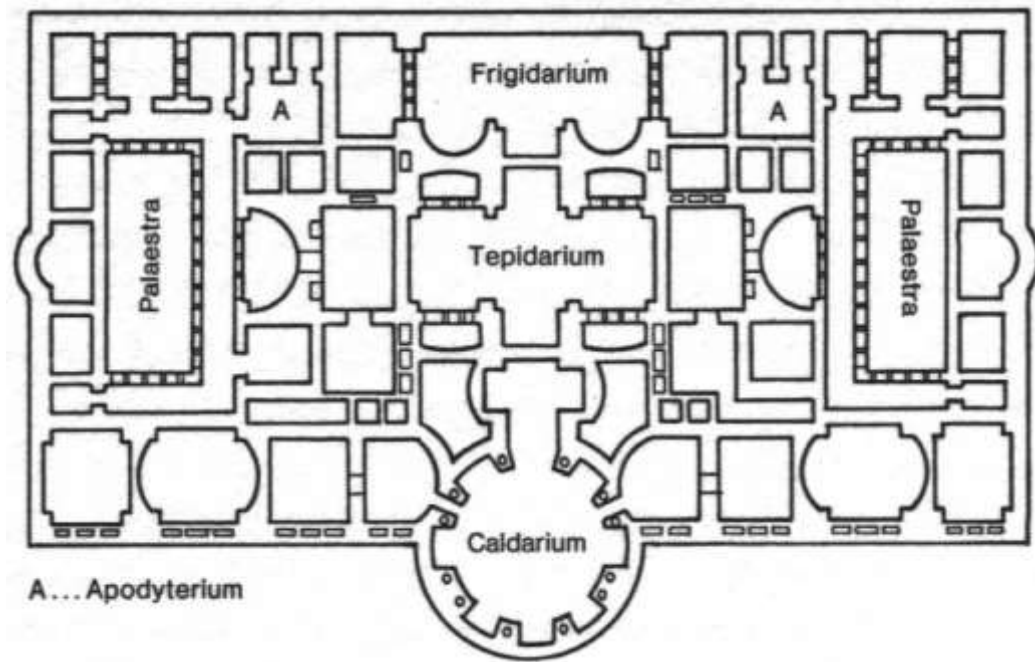 Frigidarium
A
A
Palaestra
Tepidarium
Palaestra
Caldarium
A... Apodyterium